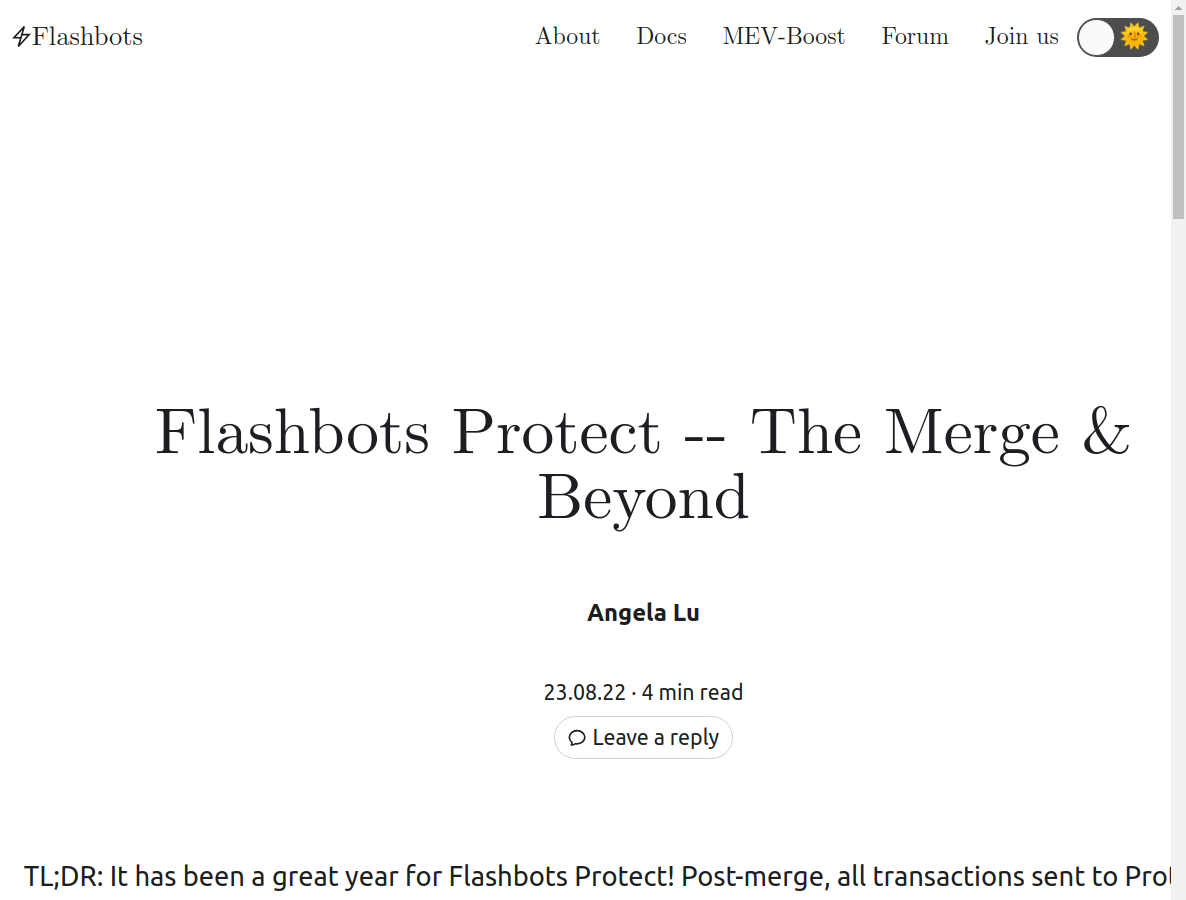 Flashbots
About Docs MEV-Boost Forum Join us
Flashbots Protect -- The Merge &
Beyond
Angela Lu
23.08.22 · 4 min read
Leave a reply
TL;DR: It has been a great year for Flashbots Protect! Post-merge, all transactions sent to